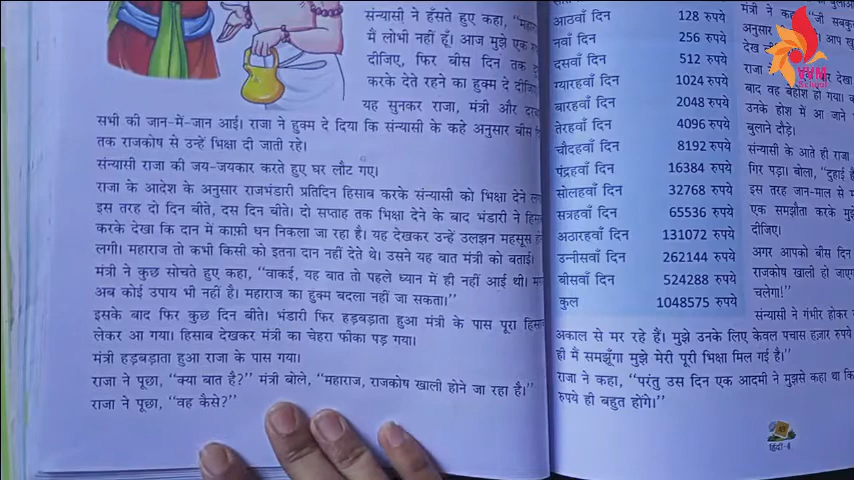 संन्यासी ने हँसते हुए कहा,
मैं लोभी नहीं हूँ। आज मुझे एक
दीजिए, फिर बीस दिन तक
करके देते रहने का हुक्म दे
यह सुनकर राजा, मंत्री और
सभी की जान-में-जान आई। राजा ने हुक्म दे दिया कि संन्यासी के कहे अनुसार बीस
तक राजकोष से उन्हें भिक्षा दी जाती रहे।
संन्यासी राजा की जय-जयकार करते हुए घर लौट गए।
राजा के आदेश के अनुसार राजभंडारी प्रतिदिन हिसाब करके संन्यासी को भिक्षा देने
इस तरह दो दिन बीते, दस दिन बीते। दो सप्ताह तक भिक्षा देने के बाद भंडारी ने
करके देखा कि दान में काफ़ी धन निकला जा रहा है। यह देखकर उन्हें उलझन महसूस
लगी। महाराज तो कभी किसी को इतना दान नहीं देते थे। उसने यह बात मंत्री को बताई।
मंत्री ने कुछ सोचते हुए कहा, “वाकई, यह बात तो पहले ध्यान में ही नहीं आई थी।
अब कोई उपाय भी नहीं है। महाराज का हुक्म बदला नहीं जा सकता।”
इसके बाद फिर कुछ दिन बीते। भंडारी फिर हड़बड़ाता हुआ मंत्री के पास पूरा
लेकर आ गया। हिसाब देखकर मंत्री का चेहरा फीका पड़ गया।
मंत्री हड़बड़ाता हुआ राजा के पास गया।
राजा ने पूछा, “क्या बात है?” मंत्री बोले, “महाराज, राजकोष खाली होने जा रहा है।”
राजा ने पूछा, “वह कैसे?”
आठवाँ दिन 128 रुपये
नवाँ दिन 256 रुपये
दसवाँ दिन 512 रुपये
ग्यारहवाँ दिन 1024 रुपये
बारहवाँ दिन 2048 रुपये
तेरहवाँ दिन 4096 रुपये
चौदहवाँ दिन 8192 रुपये
पंद्रहवाँ दिन 16384 रुपये
सोलहवाँ दिन 32768 रुपये
सत्रहवाँ दिन 65536 रुपये
अठारहवाँ दिन 131072 रुपये
उन्नीसवाँ दिन 262144 रुपये
बीसवाँ दिन 524288 रुपये
कुल 1048575 रुपये
मंत्री ने “जी
अनुसार
देख
राजा देखा
बाद वह बेहोश हो गया।
उनके होश में आ जाने
बुलाने दौड़े।
संन्यासी के आते ही राजा
गिर पड़ा। बोला, “दुहाई
इस तरह जान-माल से
एक समझौता करके
दीजिए।
अगर आपको बीस दिन
राजकोष खाली हो
चलेगा!”
संन्यासी ने गंभीर होकर
अकाल से मर रहे हैं। मुझे उनके लिए केवल पचास हज़ार रुपये
ही मैं समझूँगा मुझे मेरी पूरी भिक्षा मिल गई है।”
राजा ने कहा, “परंतु उस दिन एक आदमी ने मुझसे कहा था
रुपये ही बहुत होंगे।”
हिंदी-4
YVM
School